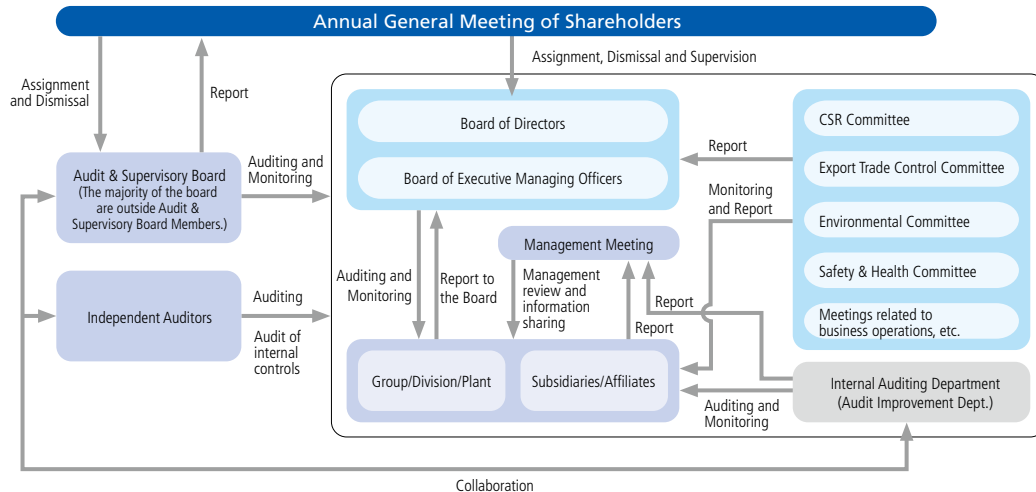 Annual General Meeting of Shareholders
Assignment
and Dismissal
Report
Assignment, Dismissal and Supervision
Audit & Supervisory Board
(The majority of the board
are outside Audit &
Supervisory Board Members.)
Auditing and
Monitoring
Independent Auditors
Auditing
Audit of
internal
controls
Board of Directors
Board of Executive Managing Officers
Auditing and
Monitoring
Report to
the Board
Management Meeting
Management
review and
information
sharing
Report
Report
Group/Division/Plant
Subsidiaries/Affiliates
Report
Monitoring
and Report
CSR Committee
Export Trade Control Committee
Environmental Committee
Safety & Health Committee
Meetings related to
business operations, etc.
Internal Auditing Department
(Audit Improvement Dept.)
Auditing and
Monitoring
Collaboration